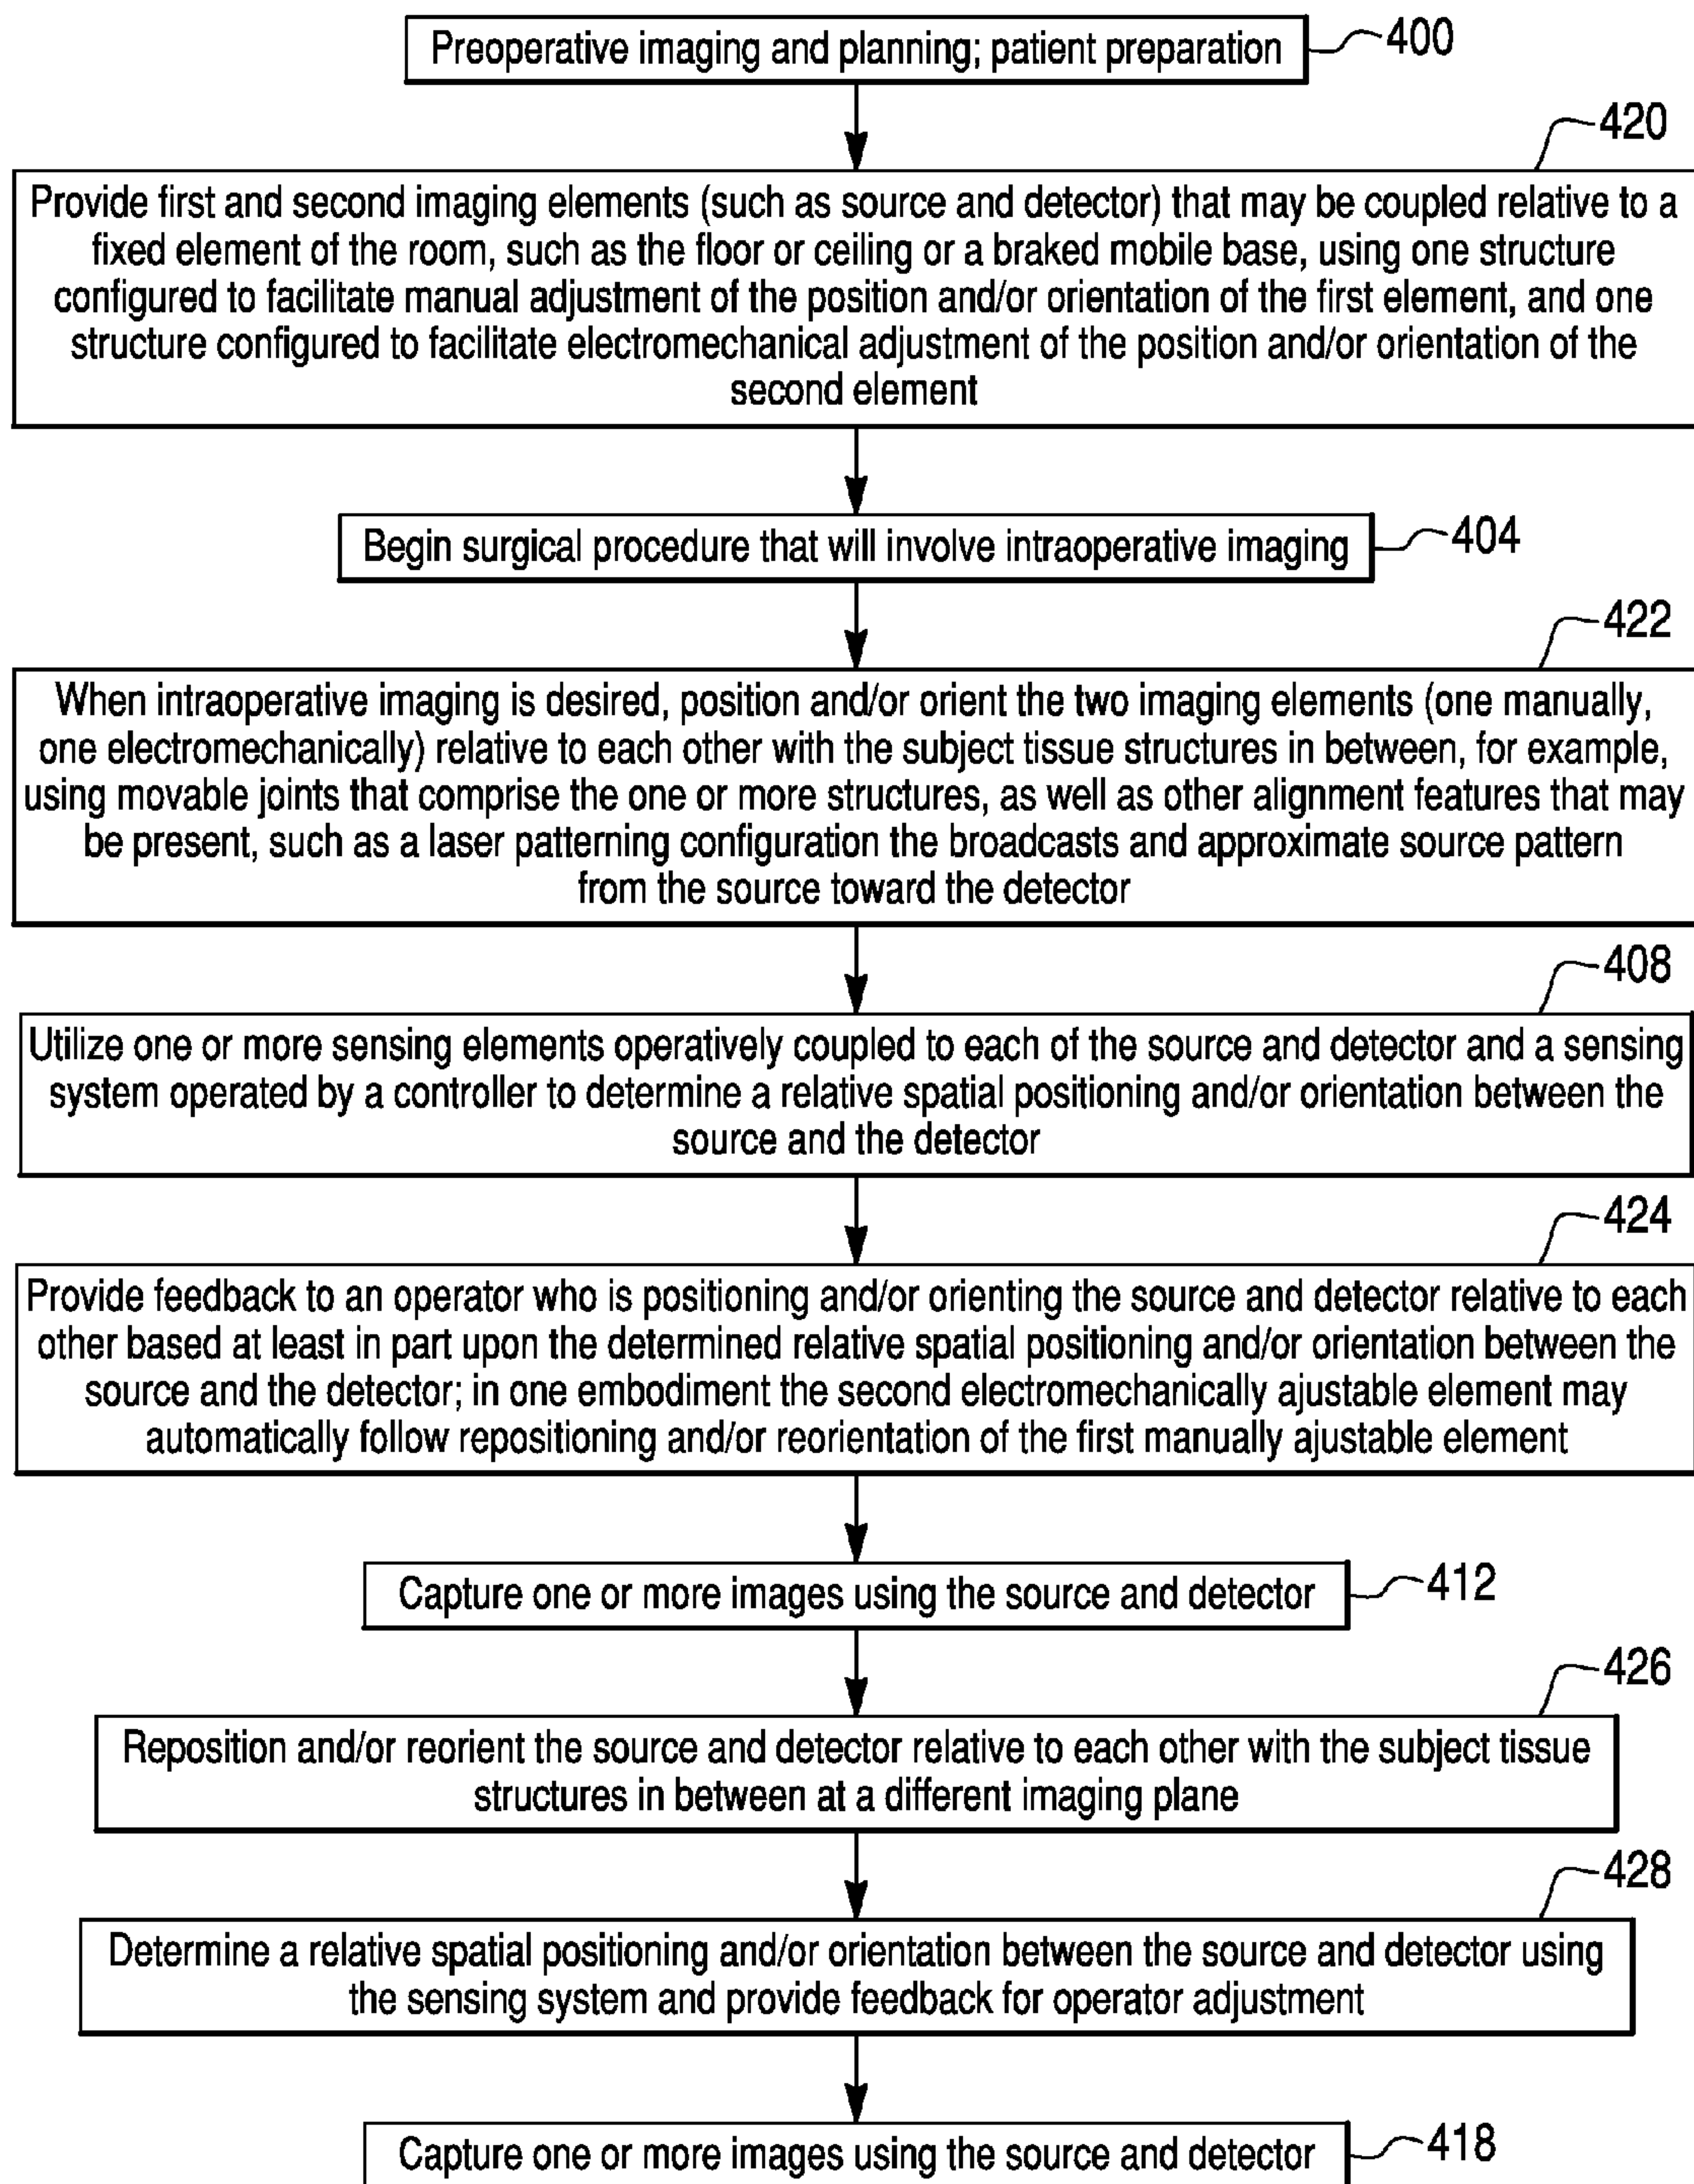 Preoperative imaging and planning; patient preparation
400
420
Provide first and second imaging elements (such as source and detector) that may be coupled relative to a
fixed element of the room, such as the floor or ceiling or a braked mobile base, using one structure
configured to facilitate manual adjustment of the position and/or orientation of the first element, and one
structure configured to facilitate electromechanical adjustment of the position and/or orientation of the
second element
Begin surgical procedure that will involve intraoperative imaging
404
422
When intraoperative imaging is desired, position and/or orient the two imaging elements (one manually,
one electromechanically) relative to each other with the subject tissue structures in between, for example,
using movable joints that comprise the one or more structures, as well as other alignment features that may
be present, such as a laser patterning configuration the broadcasts and approximate source pattern
from the source toward the detector
408
Utilize one or more sensing elements operatively coupled to each of the source and detector and a sensing
system operated by a controller to determine a relative spatial positioning and/or orientation between the
source and the detector
424
Provide feedback to an operator who is positioning and/or orienting the source and detector relative to each
other based at least in part upon the determined relative spatial positioning and/or orientation between the
source and the detector; in one embodiment the second electromechanically ajustable element may
automatically follow repositioning and/or reorientation of the first manually ajustable element
Capture one or more images using the source and detector
412
426
Reposition and/or reorient the source and detector relative to each other with the subject tissue
structures in between at a different imaging plane
428
Determine a relative spatial positioning and/or orientation between the source and detector using
the sensing system and provide feedback for operator adjustment
Capture one or more images using the source and detector
418